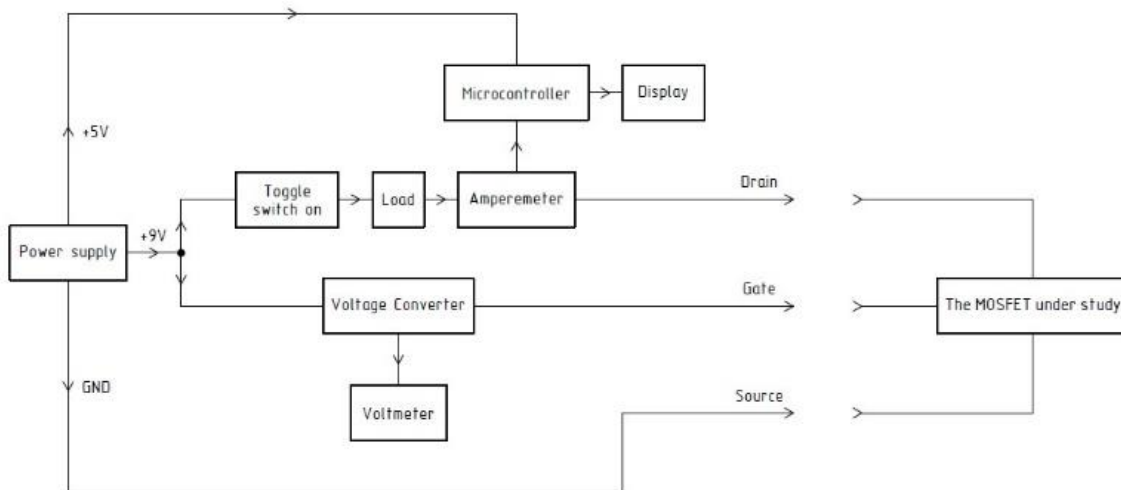 Microcontroller
Display
+5V
Toggle
switch on
Load
Amperemeter
Drain
Power supply
+9V
Voltage Converter
Gate
The MOSFET under study
GND
Voltmeter
Source